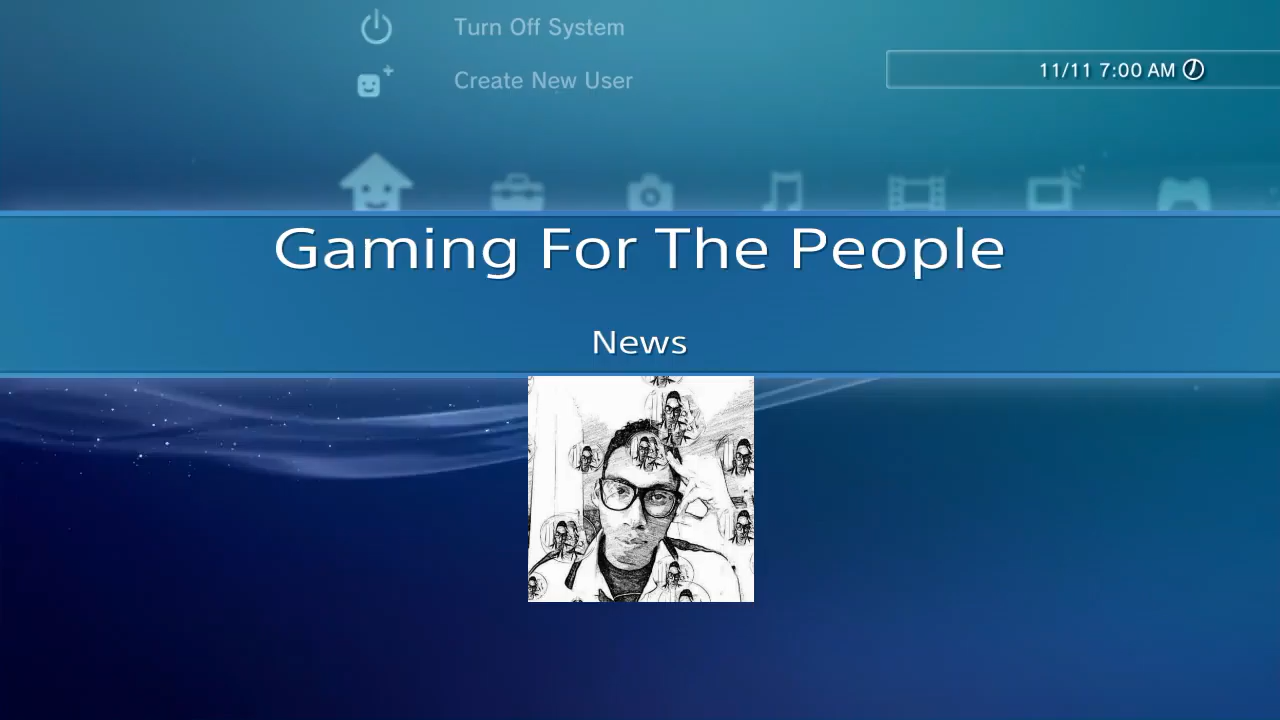 Turn Off System
11/11 7:00 AM
Create New User
Gaming For The People
News